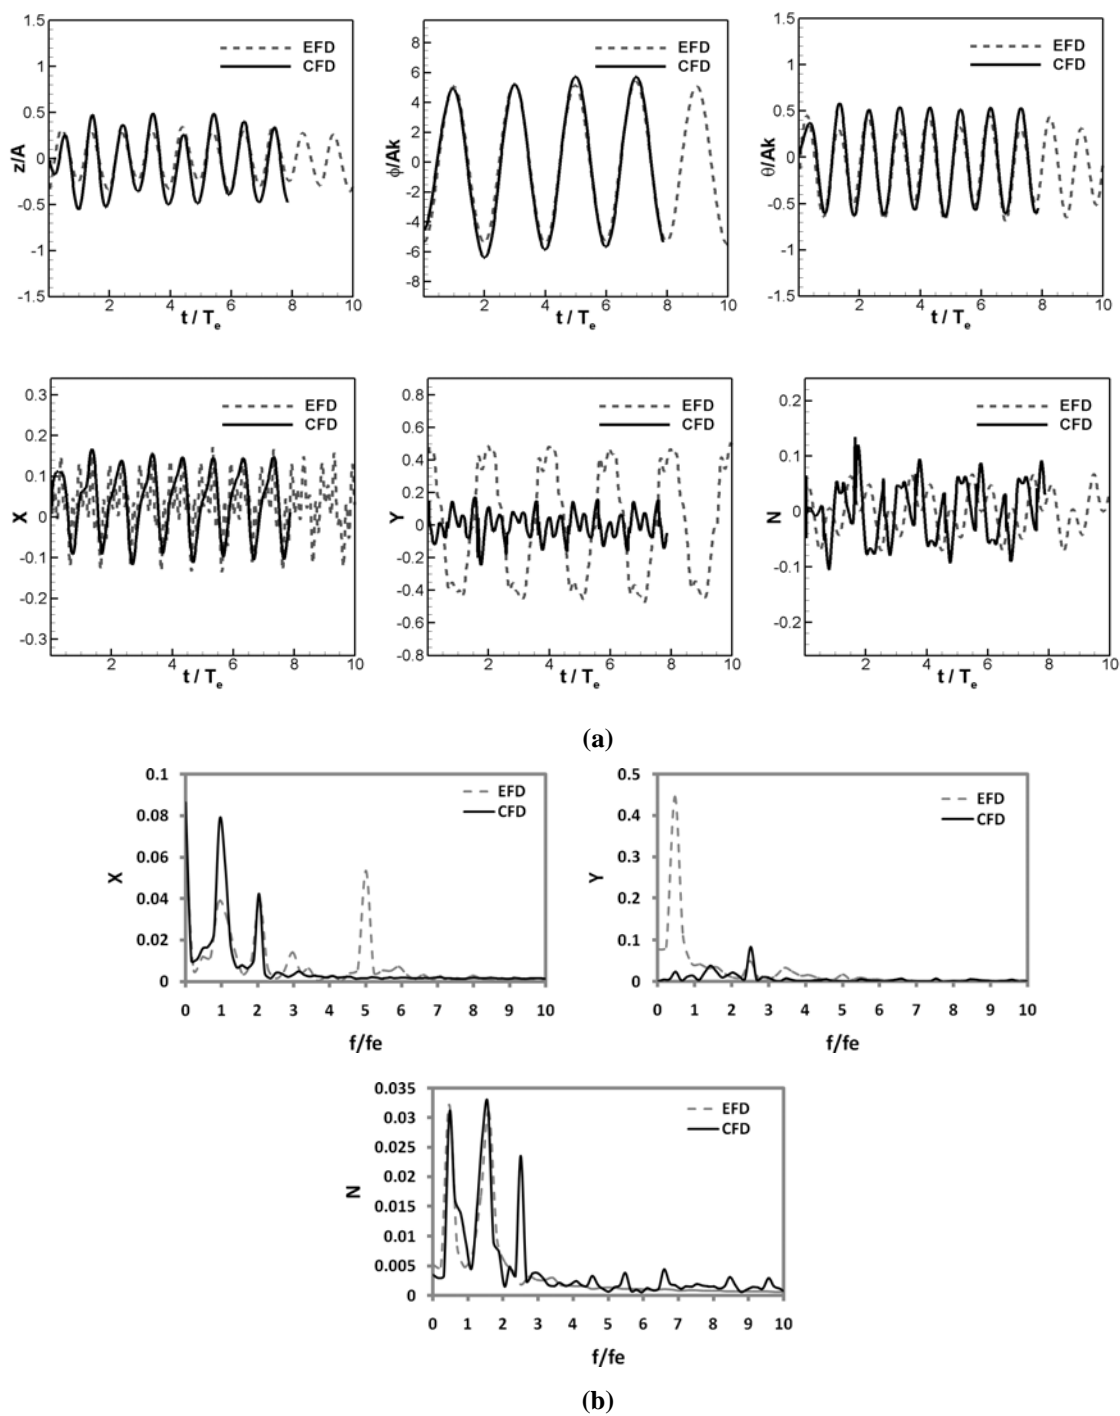 1.5
1
0.5
0
-0.5
-1
-1.5
z/A
EFD
CFD
2 4 6 8 10
t / Te
8
6
4
2
0
-2
-4
-6
-8
ϕ/Ak
EFD
CFD
2 4 6 8 10
t / Te
1.5
1
0.5
0
-0.5
-1
-1.5
θ/Ak
EFD
CFD
2 4 6 8 10
t / Te
0.3
0.2
0.1
0
-0.1
-0.2
-0.3
X
EFD
CFD
2 4 6 8 10
t / Te
0.8
0.6
0.4
0.2
0
-0.2
-0.4
-0.6
-0.8
Y
EFD
CFD
2 4 6 8 10
t / Te
0.2
0.1
0
-0.1
-0.2
N
EFD
CFD
2 4 6 8 10
t / Te
(a)
0.1
0.08
0.06
0.04
0.02
0
X
EFD
CFD
0 1 2 3 4 5 6 7 8 9 10
f/fe
0.5
0.4
0.3
0.2
0.1
0
Y
EFD
CFD
0 1 2 3 4 5 6 7 8 9 10
f/fe
0.035
0.03
0.025
0.02
0.015
0.01
0.005
0
N
EFD
CFD
0 1 2 3 4 5 6 7 8 9 10
f/fe
(b)